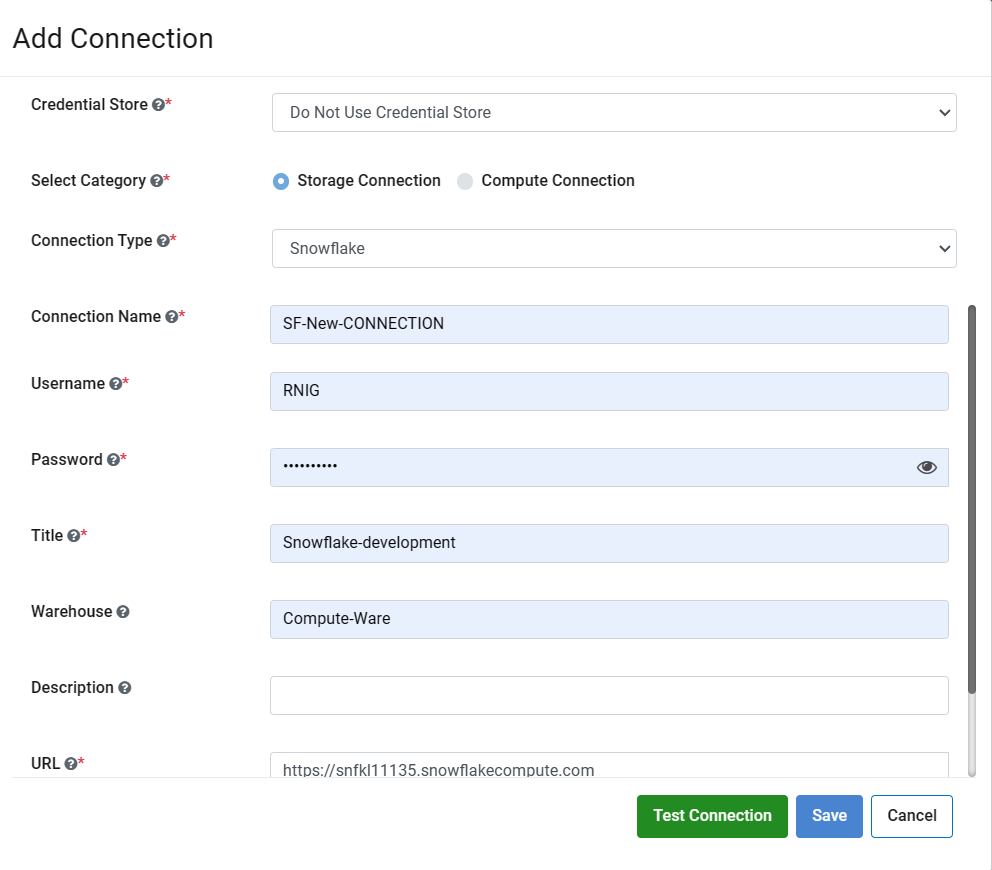 Add Connection
Credential Store ?*
Do Not Use Credential Store
Select Category ?*
Storage Connection Compute Connection
Connection Type ?*
Snowflake
Connection Name ?*
SF-New-CONNECTION
Username ?*
RNIG
Password ?*
••••••••••
Title ?*
Snowflake-development
Warehouse ?
Compute-Ware
Description ?
URL ?*
https://snfkl11135.snowflakecompute.com
Test Connection Save Cancel